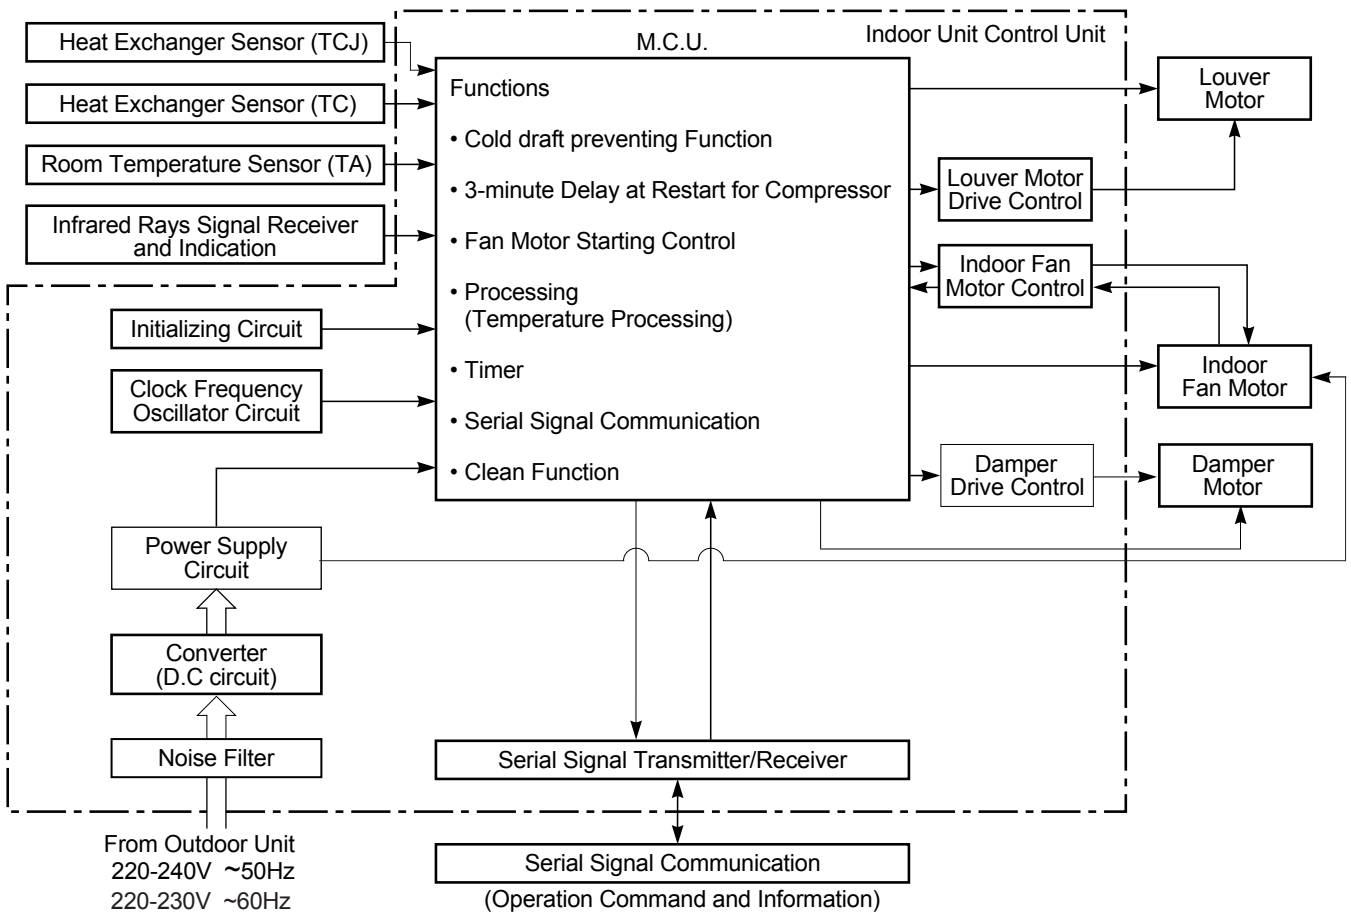 Indoor Unit Control Unit
Heat Exchanger Sensor (TCJ)
Heat Exchanger Sensor (TC)
Room Temperature Sensor (TA)
Infrared Rays Signal Receiver
and Indication
Initializing Circuit
Clock Frequency
Oscillator Circuit
Power Supply
Circuit
Converter
(D.C circuit)
Noise Filter
From Outdoor Unit
220-240V ~50Hz
220-230V ~60Hz
M.C.U.
Functions
• Cold draft preventing Function
• 3-minute Delay at Restart for Compressor
• Fan Motor Starting Control
• Processing
(Temperature Processing)
• Timer
• Serial Signal Communication
• Clean Function
Serial Signal Transmitter/Receiver
Serial Signal Communication
(Operation Command and Information)
Louver Motor
Drive Control
Indoor Fan
Motor Control
Damper
Drive Control
Louver
Motor
Indoor
Fan Motor
Damper
Motor